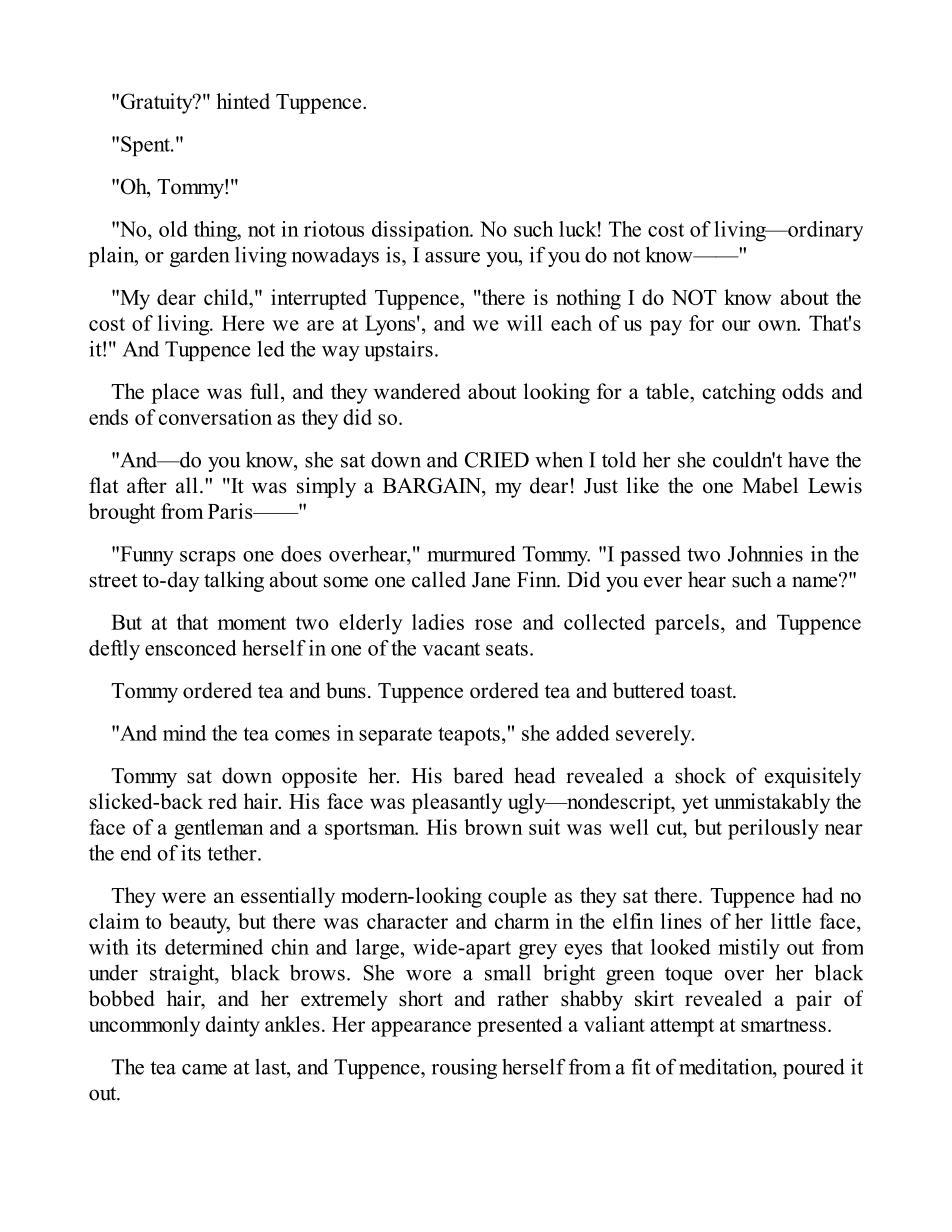 "Gratuity?" hinted Tuppence.
"Spent."
"Oh, Tommy!"
"No, old thing, not in riotous dissipation. No such luck! The cost of living—ordinary
plain, or garden living nowadays is, I assure you, if you do not know——"
"My dear child," interrupted Tuppence, "there is nothing I do NOT know about the
cost of living. Here we are at Lyons', and we will each of us pay for our own. That's
it!" And Tuppence led the way upstairs.
The place was full, and they wandered about looking for a table, catching odds and
ends of conversation as they did so.
"And—do you know, she sat down and CRIED when I told her she couldn't have the
flat after all." "It was simply a BARGAIN, my dear! Just like the one Mabel Lewis
brought from Paris——"
"Funny scraps one does overhear," murmured Tommy. "I passed two Johnnies in the
street to-day talking about some one called Jane Finn. Did you ever hear such a name?"
But at that moment two elderly ladies rose and collected parcels, and Tuppence
deftly ensconced herself in one of the vacant seats.
Tommy ordered tea and buns. Tuppence ordered tea and buttered toast.
"And mind the tea comes in separate teapots," she added severely.
Tommy sat down opposite her. His bared head revealed a shock of exquisitely
slicked-back red hair. His face was pleasantly ugly—nondescript, yet unmistakably the
face of a gentleman and a sportsman. His brown suit was well cut, but perilously near
the end of its tether.
They were an essentially modern-looking couple as they sat there. Tuppence had no
claim to beauty, but there was character and charm in the elfin lines of her little face,
with its determined chin and large, wide-apart grey eyes that looked mistily out from
under straight, black brows. She wore a small bright green toque over her black
bobbed hair, and her extremely short and rather shabby skirt revealed a pair of
uncommonly dainty ankles. Her appearance presented a valiant attempt at smartness.
The tea came at last, and Tuppence, rousing herself from a fit of meditation, poured it
out.